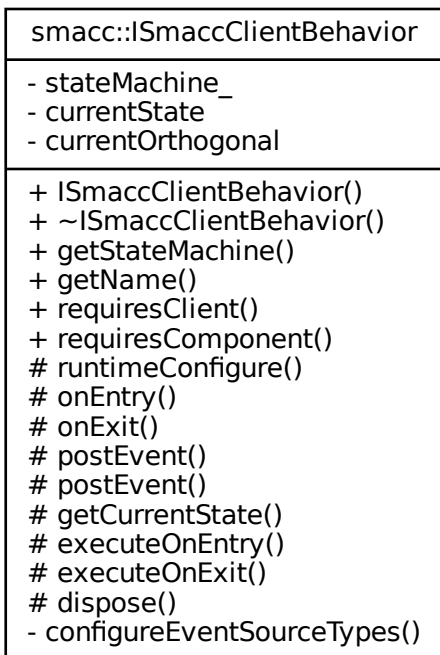 smacc::ISmaccClientBehavior
- stateMachine_
- currentState
- currentOrthogonal
+ ISmaccClientBehavior()
+ ~ISmaccClientBehavior()
+ getStateMachine()
+ getName()
+ requiresClient()
+ requiresComponent()
# runtimeConfigure()
# onEntry()
# onExit()
# postEvent()
# postEvent()
# getCurrentState()
# executeOnEntry()
# executeOnExit()
# dispose()
- configureEventSourceTypes()